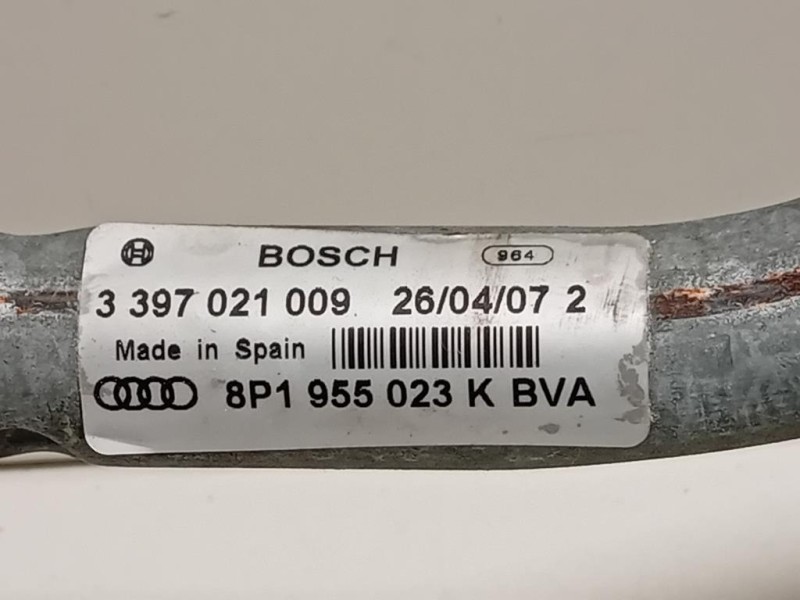 BOSCH 964
3 397 021 009 26/04/07 2
Made in Spain
8P1 955 023 K BVA